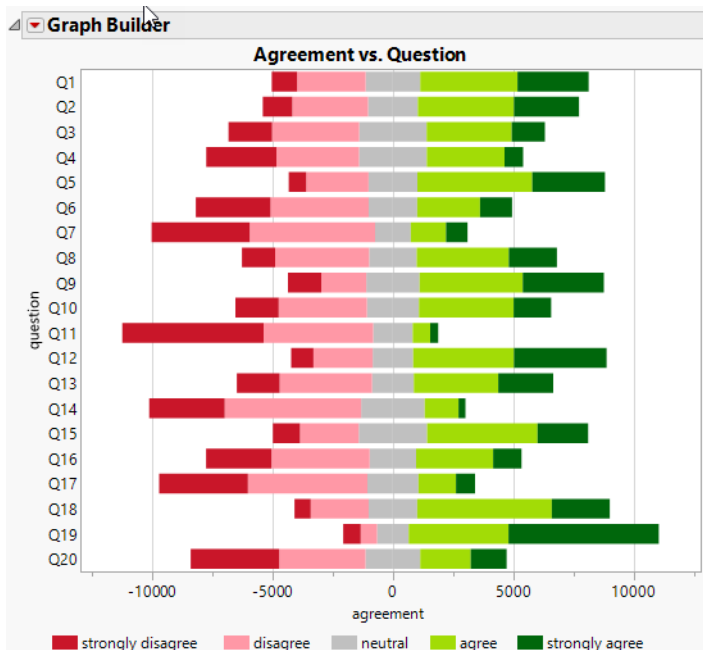 Graph Builder
Agreement vs. Question
Q1
Q2
Q3
Q4
Q5
Q6
Q7
Q8
Q9
Q10
Q11
Q12
Q13
Q14
Q15
Q16
Q17
Q18
Q19
Q20
question
-10000 -5000 0 5000 10000
agreement
strongly disagree disagree neutral agree strongly agree